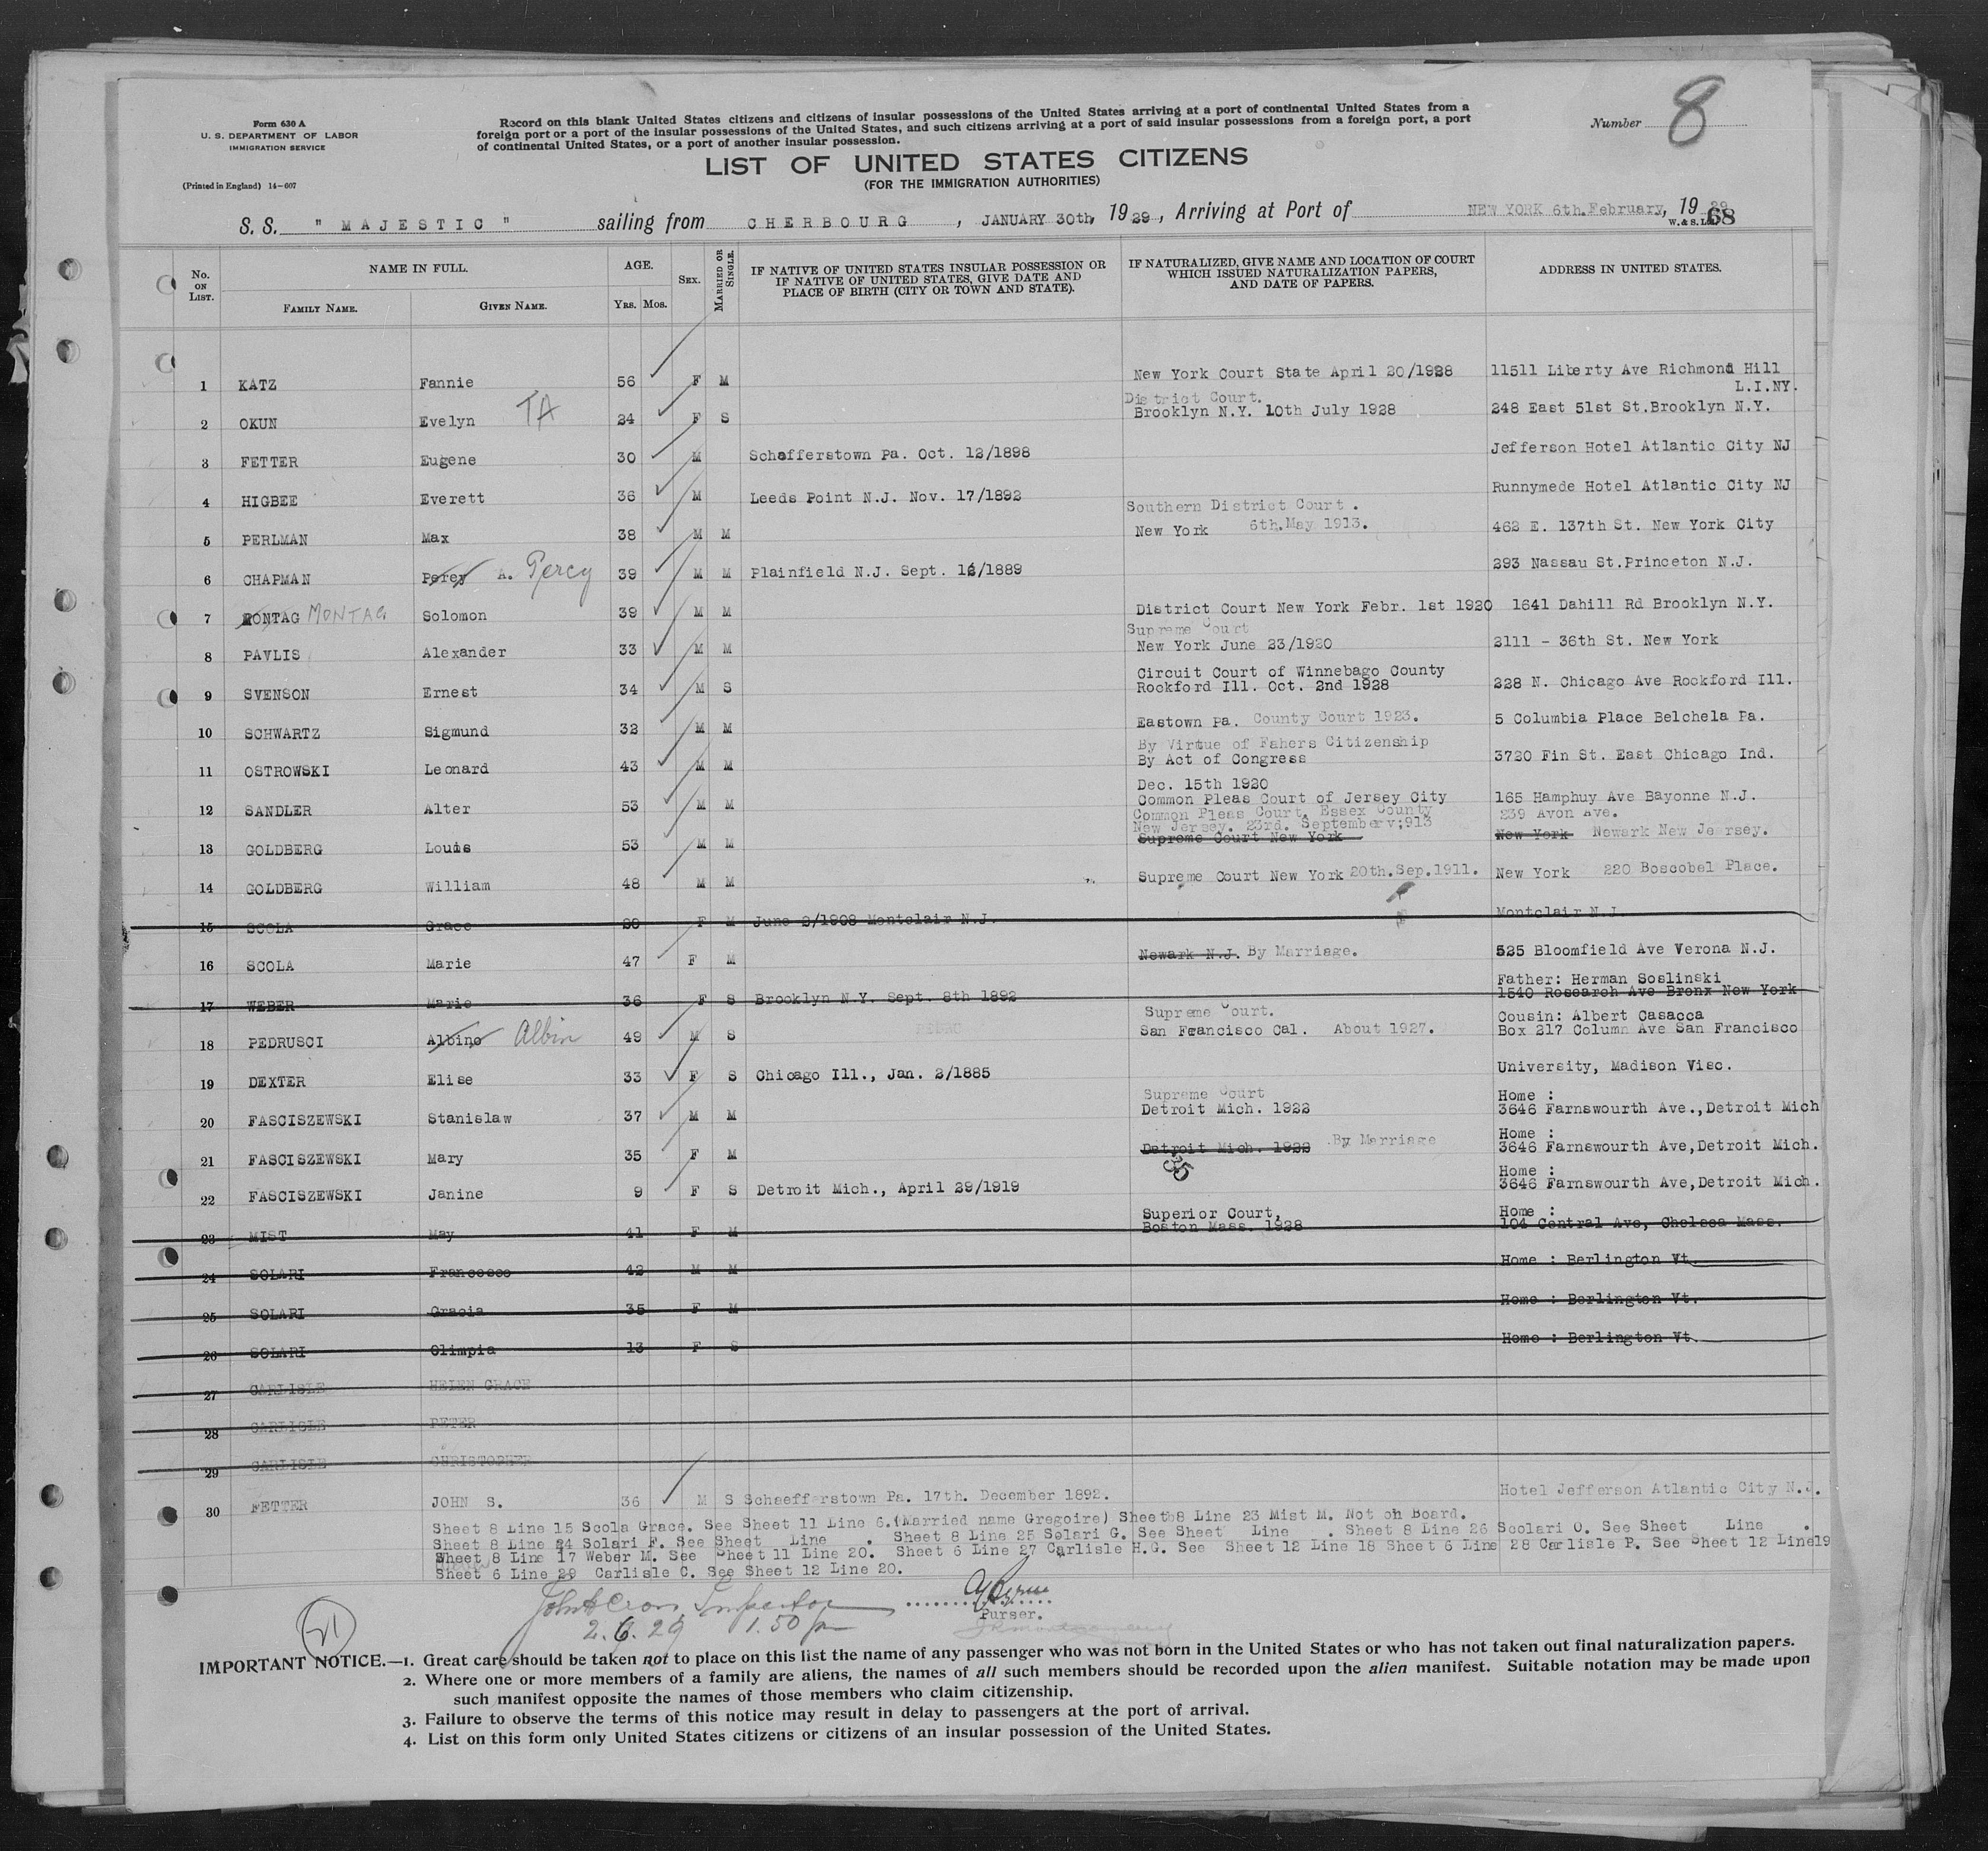 Form 630 A
U. S. DEPARTMENT OF LABOR
IMMIGRATION SERVICE
(Printed in England) 14—607
Record on this blank United States citizens and citizens of insular possessions of the United States arriving at a port of continental United States from a
foreign port or a port of the insular possessions of the United States, and such citizens arriving at a port of said insular possessions from a foreign port, a port
of continental United States, or a port of another insular possession.
Number 8
LIST OF UNITED STATES CITIZENS
(FOR THE IMMIGRATION AUTHORITIES)
S. S. "MAJESTIC" sailing from CHERBOURG, JANUARY 30th, 1929, Arriving at Port of NEW YORK 6th. February, 1929
W. & S. Ld. 68
No. ON LIST. NAME IN FULL. AGE. SEX. MARRIED OR SINGLE. IF NATIVE OF UNITED STATES INSULAR POSSESSION OR IF NATIVE OF UNITED STATES, GIVE DATE AND PLACE OF BIRTH (CITY OR TOWN AND STATE). IF NATURALIZED, GIVE NAME AND LOCATION OF COURT WHICH ISSUED NATURALIZATION PAPERS, AND DATE OF PAPERS. ADDRESS IN UNITED STATES.
FAMILY NAME. GIVEN NAME. YRS. MOS.
1 KATZ Fannie 56 F M New York Court State April 20/1928 11511 Liberty Ave Richmond Hill L.I.NY.
2 OKUN Evelyn TA 24 F S District Court. Brooklyn N.Y. 10th July 1928 248 East 51st St.Brooklyn N.Y.
3 FETTER Eugene 30 M Schefferstown Pa. Oct. 12/1898 Jefferson Hotel Atlantic City NJ
4 HIGBEE Everett 36 M Leeds Point N.J. Nov. 17/1892 Runnymede Hotel Atlantic City NJ
5 PERLMAN Max 38 M M Southern District Court. New York 6th.May 1913. 462 E. 137th St. New York City
6 CHAPMAN Percy A. Percy 39 M M Plainfield N.J. Sept. 12/1889 293 Nassau St.Princeton N.J.
7 RONTAG MONTAG Solomon 39 M M District Court New York Febr. 1st 1920 1641 Dahill Rd Brooklyn N.Y.
8 PAVLIS Alexander 33 M M Supreme Court New York June 23/1920 2111 - 36th St. New York
9 SVENSON Ernest 34 M S Circuit Court of Winnebago County Rockford Ill. Oct. 2nd 1928 228 N. Chicago Ave Rockford Ill.
10 SCHWARTZ Sigmund 32 M M Eastown Pa. County Court 1923. 5 Columbia Place Belchela Pa.
11 OSTROWSKI Leonard 43 M M By Virtue of Fahers Citizenship By Act of Congress 3720 Fin St. East Chicago Ind.
12 SANDLER Alter 53 M M Dec. 15th 1920 Common Pleas Court of Jersey City 165 Hamphuy Ave Bayonne N.J.
13 GOLDBERG Louis 53 M M Common Pleas Court. Essex County New Jersey. 23rd. Septemberv;913 Supreme Court New York 239 Avon Ave. New York Newark New Jeersey.
14 GOLDBERG William 48 M M Supreme Court New York 20th.Sep.1911. New York 220 Boscobel Place.
15 SCOLA Grace 20 F M June 2/1908 Montclair N.J. Montclair N.J
16 SCOLA Marie 47 F M Newark N.J. By Marriage. 525 Bloomfield Ave Verona N.J.
17 WEBER Marie 36 F S Brooklyn N.Y. Sept. 8th 1892 Father: Herman Soslinski 1540 Rosearch Ave Bronx New York
18 PEDRUSCI Albino Albin 49 M S Supreme Court. San Francisco Cal. About 1927. Cousin: Albert Casacca Box 217 Column Ave San Francisco
19 DEXTER Elise 33 F S Chicago Ill., Jan. 2/1885 University, Madison Visc.
20 FASCISZEWSKI Stanislaw 37 M M Supreme Court Detroit Mich. 1922 Home : 3646 Farnswourth Ave.,Detroit Mich
21 FASCISZEWSKI Mary 35 F M Detroit Mich. 1922 By Marriage Home : 3646 Farnswourth Ave,Detroit Mich.
35
22 FASCISZEWSKI Janine 9 F S Detroit Mich., April 29/1919 Home : 3646 Farnswourth Ave,Detroit Mich.
23 MIST May 41 F M Superior Court, Boston Mass. 1928 Home : 104 Central Ave, Chelsea Mass.
24 SOLARI Francesco 42 M M Home : Berlington Vt.
25 SOLARI Gracia 35 F M Home : Berlington Vt.
26 SOLARI Olimpia 13 F S Home : Berlington Vt.
27 CARLISLE HELEN GRACE
28 CARLISLE PETER
29 CARLISLE CHRISTOPHER
30 FETTER JOHN S. 36 M S Schaefferstown Pa. 17th. December 1892. Hotel Jefferson Atlantic City N.J.
Sheet 8 Line 15 Scola Grace. See Sheet 11 Line 6.(Married name Gregoire) Sheet 8 Line 23 Mist M. Not on Board.
Sheet 8 Line 24 Solari F. See Sheet Line . Sheet 8 Line 25 Solari G. See Sheet Line . Sheet 8 Line 26 Scolari O. See Sheet Line .
Sheet 8 Line 17 Weber M. See Sheet 11 Line 20. Sheet 6 Line 27 Carlisle H.G. See Sheet 12 Line 18 Sheet 6 Line 28 Carlisle P. See Sheet 12 Line19
Sheet 6 Line 29 Carlisle C. See Sheet 12 Line 20.
Inspector
2.6.29 1.50 p
Purser.
21
IMPORTANT NOTICE.—1. Great care should be taken not to place on this list the name of any passenger who was not born in the United States or who has not taken out final naturalization papers.
2. Where one or more members of a family are aliens, the names of all such members should be recorded upon the alien manifest. Suitable notation may be made upon
such manifest opposite the names of those members who claim citizenship.
3. Failure to observe the terms of this notice may result in delay to passengers at the port of arrival.
4. List on this form only United States citizens or citizens of an insular possession of the United States.